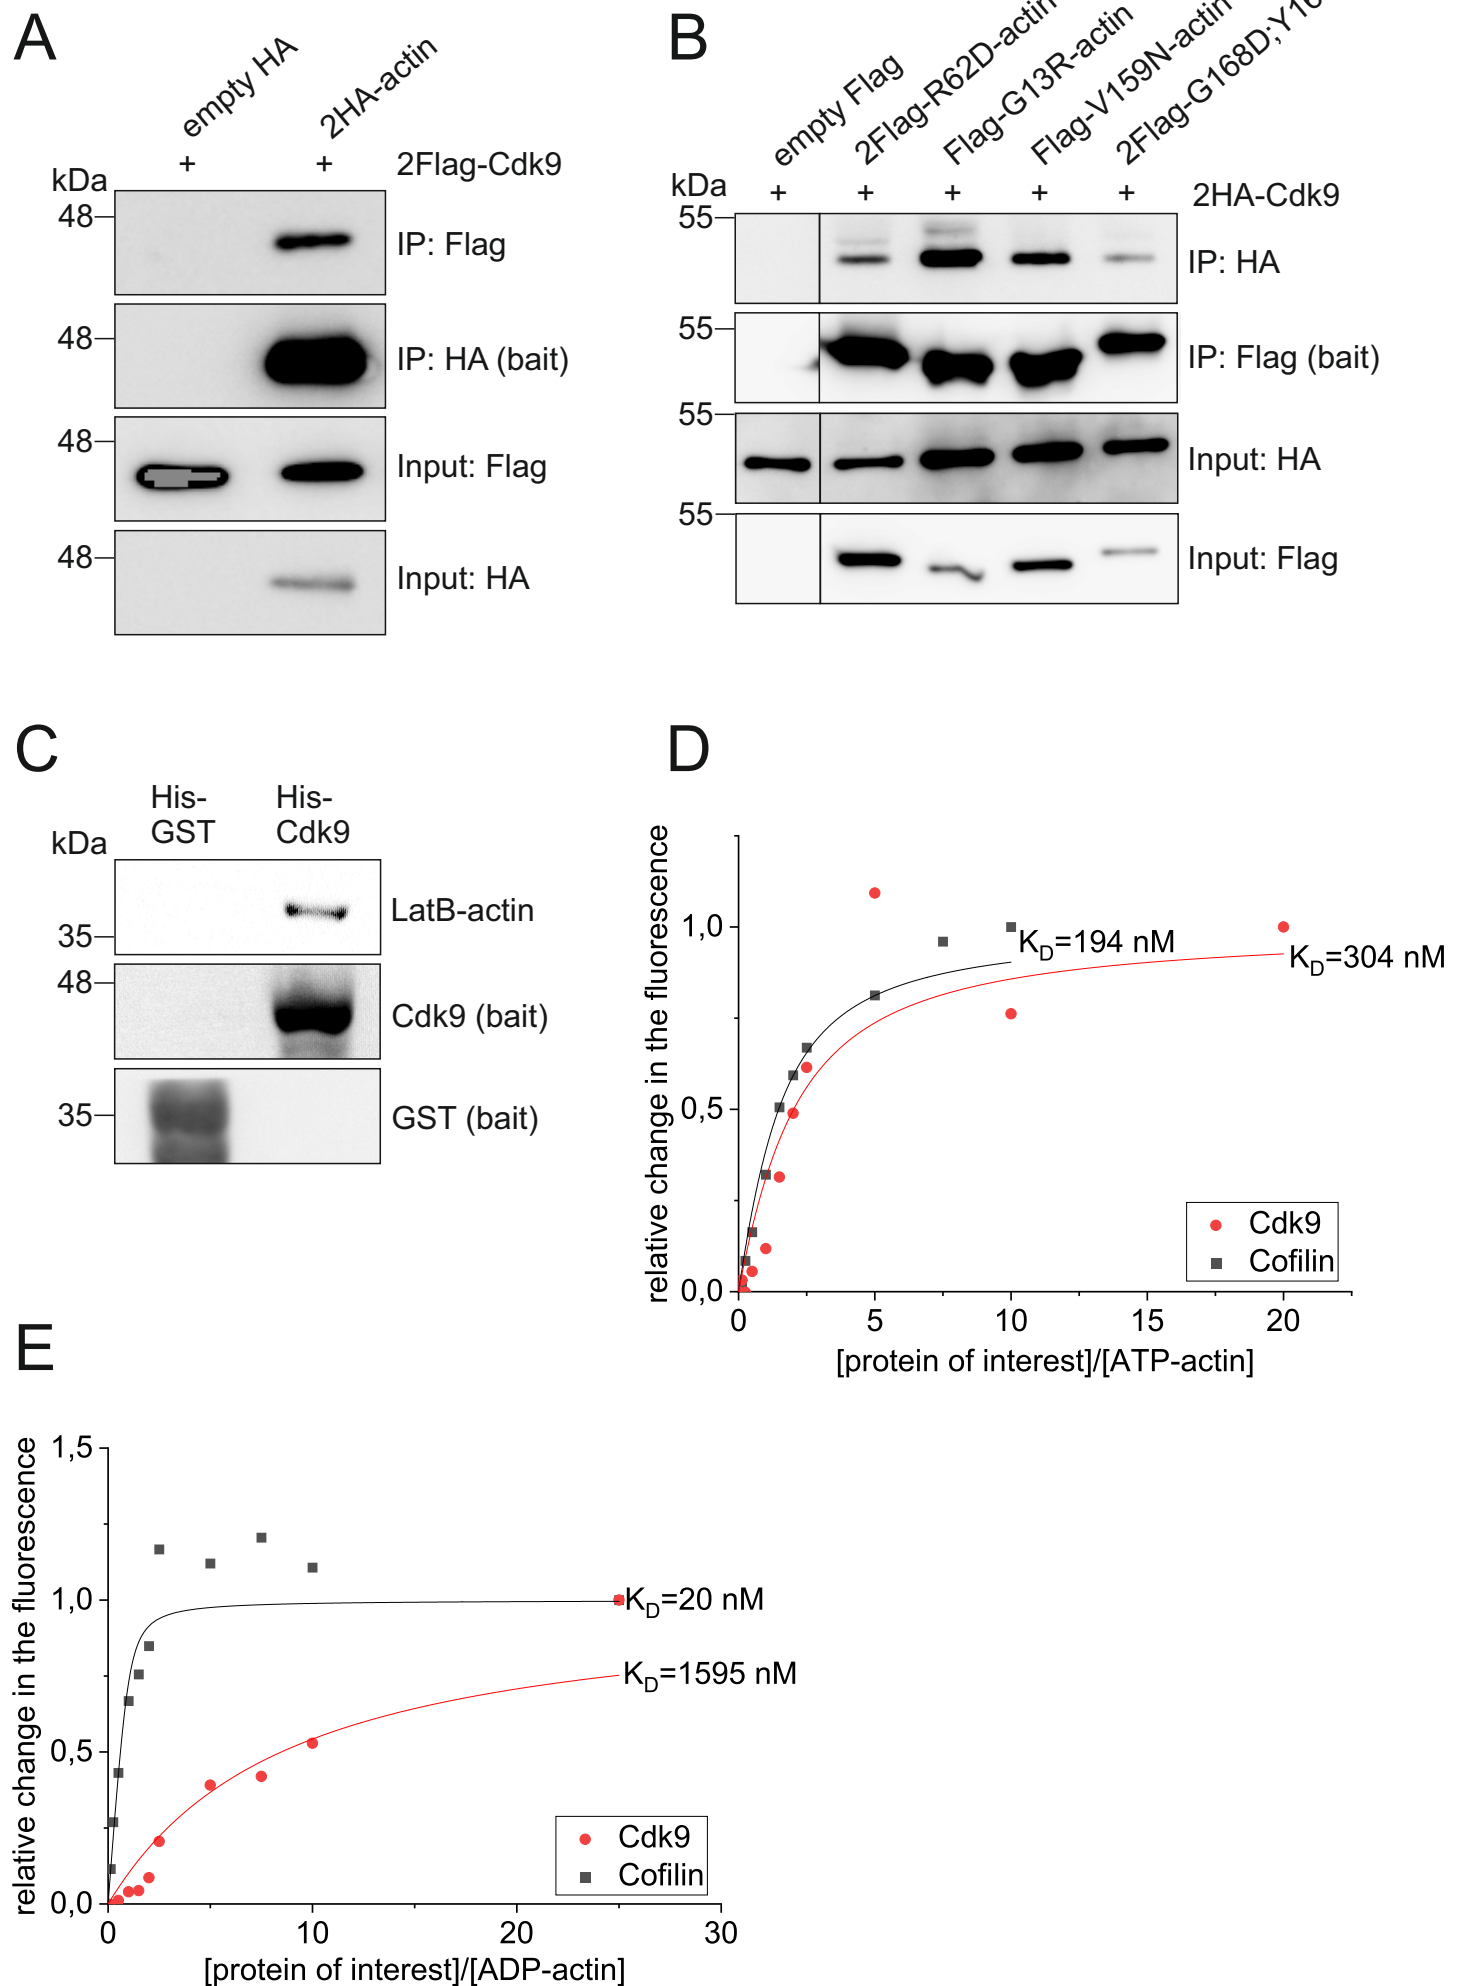 A
empty HA
2HA-actin
+ + 2Flag-Cdk9
kDa
48
IP: Flag
48
IP: HA (bait)
48
Input: Flag
48
Input: HA
B
empty Flag
2Flag-R62D-actin
Flag-G13R-actin
Flag-V159N-actin
2Flag-G168D;Y16
kDa
+ + + + + 2HA-Cdk9
55
IP: HA
55
IP: Flag (bait)
55
Input: HA
55
Input: Flag
C
His-
GST
His-
Cdk9
kDa
LatB-actin
35
48
Cdk9 (bait)
35
GST (bait)
D
relative change in the fluorescence
1,0
0,5
0,0
KD=194 nM
KD=304 nM
Cdk9
Cofilin
0 5 10 15 20
[protein of interest]/[ATP-actin]
E
relative change in the fluorescence
1,5
1,0
0,5
0,0
KD=20 nM
KD=1595 nM
Cdk9
Cofilin
0 10 20 30
[protein of interest]/[ADP-actin]